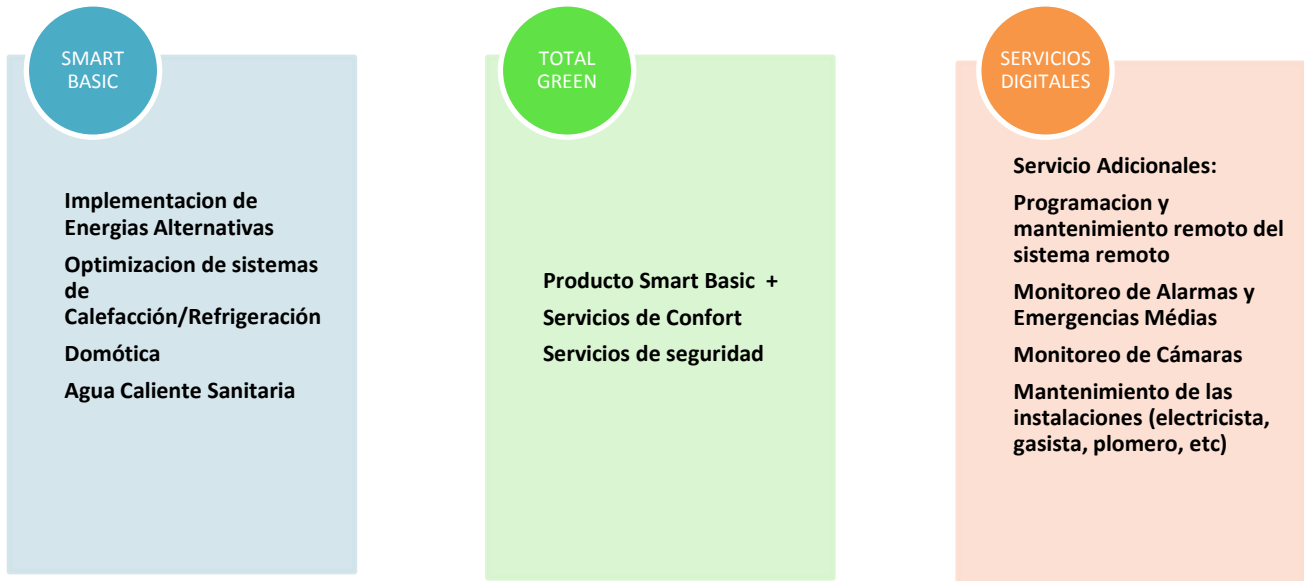 SMART
BASIC
Implementacion de
Energias Alternativas
Optimizacion de sistemas
de
Calefacción/Refrigeración
Domótica
Agua Caliente Sanitaria
TOTAL
GREEN
Producto Smart Basic +
Servicios de Confort
Servicios de seguridad
SERVICIOS
DIGITALES
Servicio Adicionales:
Programacion y
mantenimiento remoto del
sistema remoto
Monitoreo de Alarmas y
Emergencias Médias
Monitoreo de Cámaras
Mantenimiento de las
instalaciones (electricista,
gasista, plomero, etc)